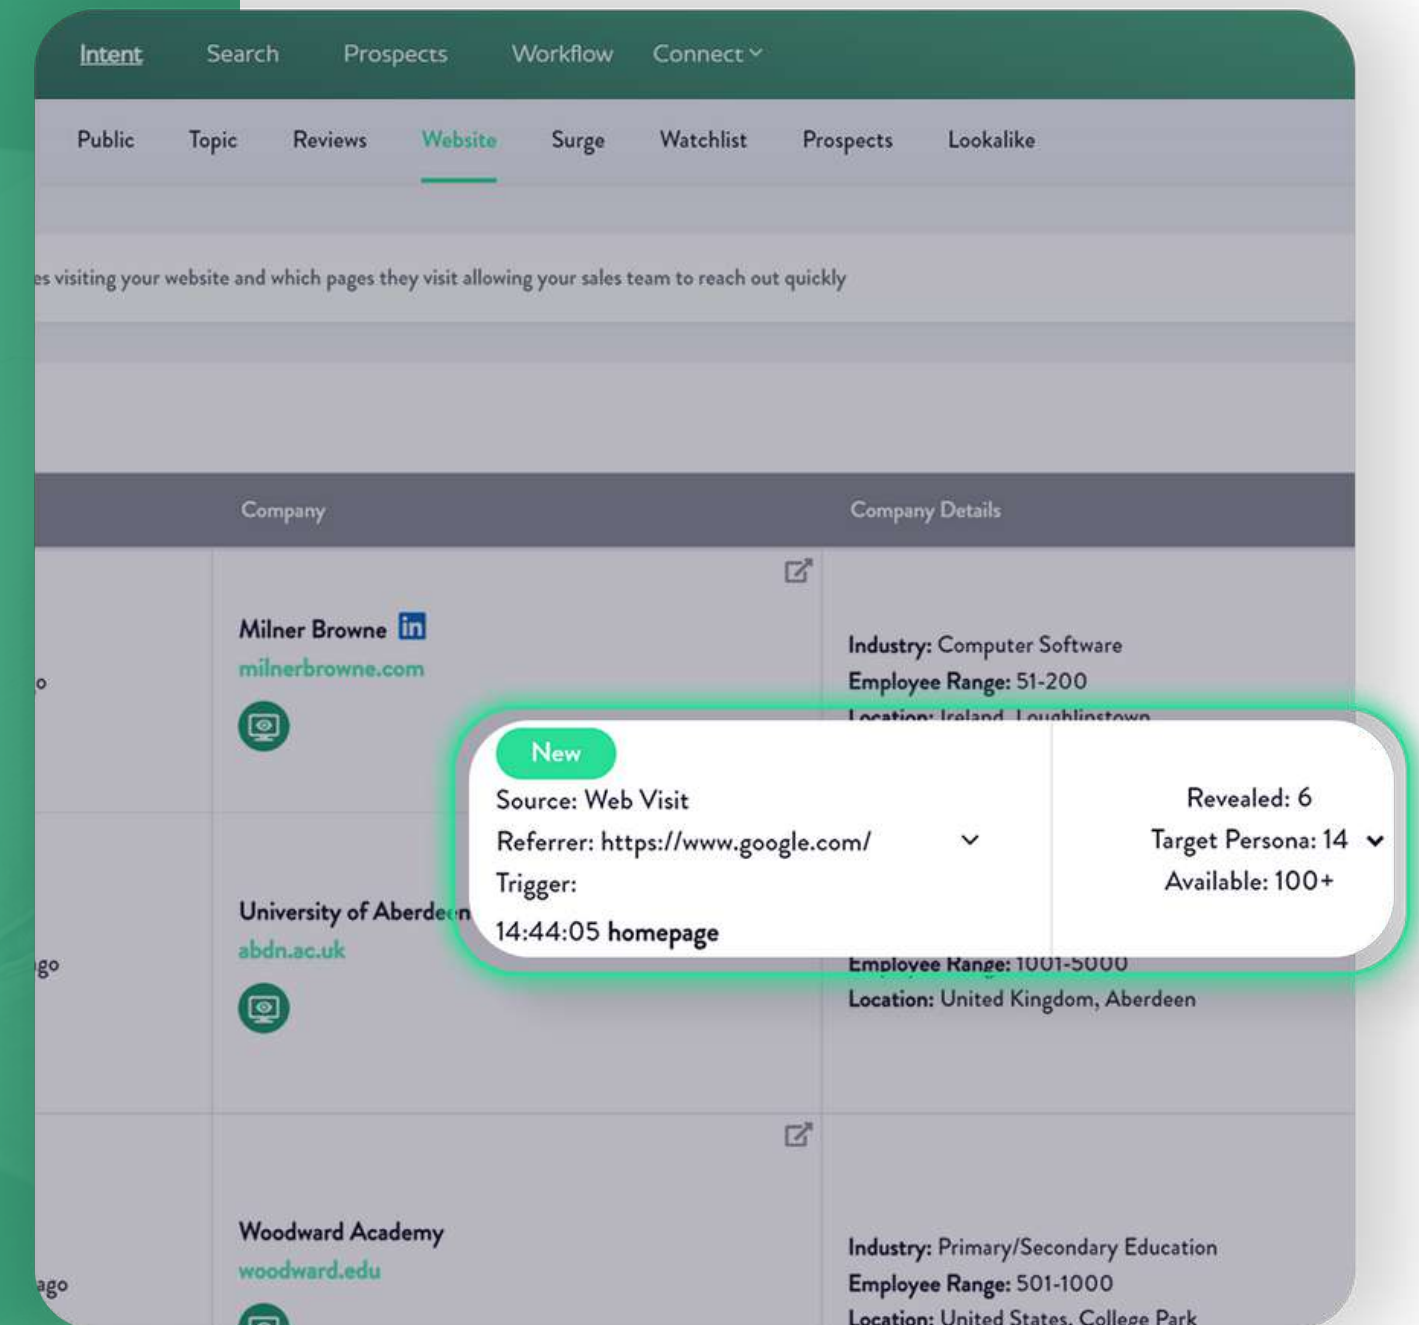 Intent Search Prospects Workflow Connect
Public Topic Reviews Website Surge Watchlist Prospects Lookalike
visiting your website and which pages they visit allowing your sales team to reach out quickly
Company Company Details
Milner Browne in
milnerbrowne.com
Industry: Computer Software
Employee Range: 51-200
Location: Ireland, Loughlinstown
New
Source: Web Visit
Referrer: https://www.google.com/
Trigger:
14:44:05 homepage
Revealed: 6
Target Persona: 14
Available: 100+
University of Aberdeen
abdn.ac.uk
Employee Range: 1001-5000
Location: United Kingdom, Aberdeen
Woodward Academy
woodward.edu
ago
Industry: Primary/Secondary Education
Employee Range: 501-1000
Location: United States, College Park